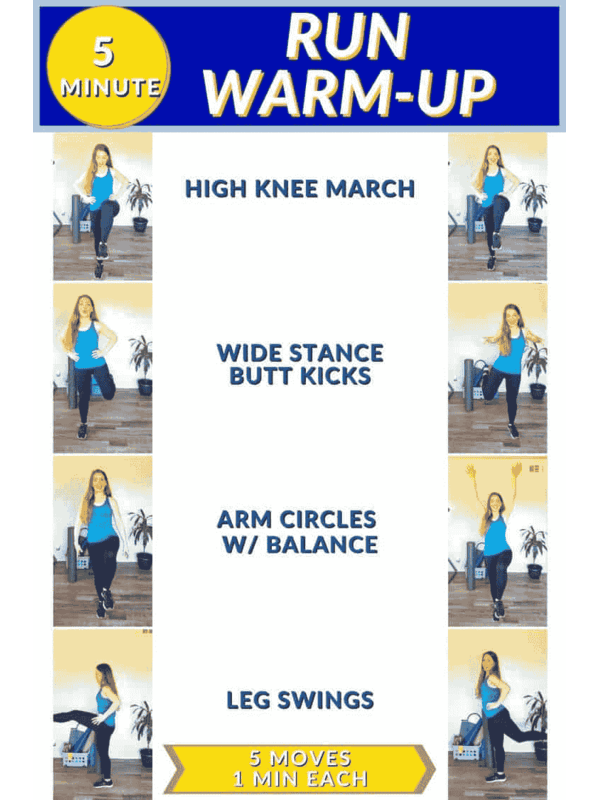 5
MINUTE
RUN
WARM-UP
HIGH KNEE MARCH
WIDE STANCE
BUTT KICKS
ARM CIRCLES
W/ BALANCE
LEG SWINGS
5 MOVES
1 MIN EACH